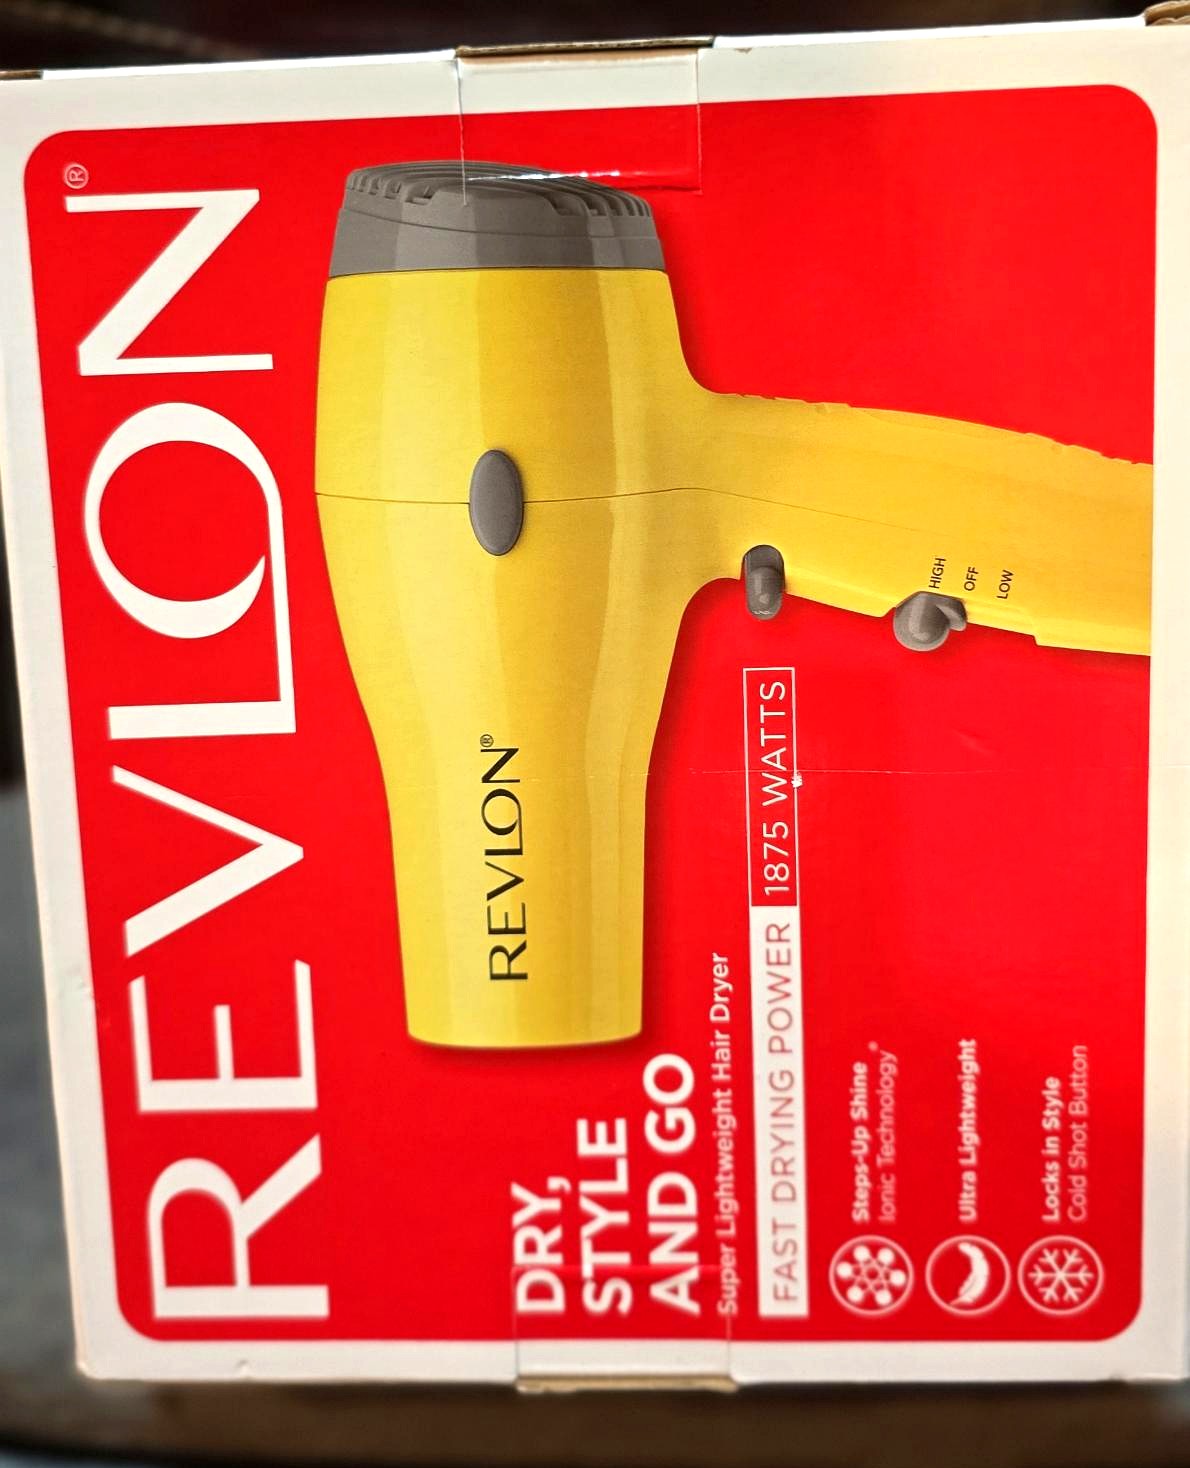 REVLON®
REVLON®
HIGH
OFF
LOW
DRY,
STYLE
AND GO
Super Lightweight Hair Dryer
FAST DRYING POWER 1875 WATTS
Steps-Up Shine
Ionic Technology®
Ultra Lightweight
Locks in Style
Cold Shot Button